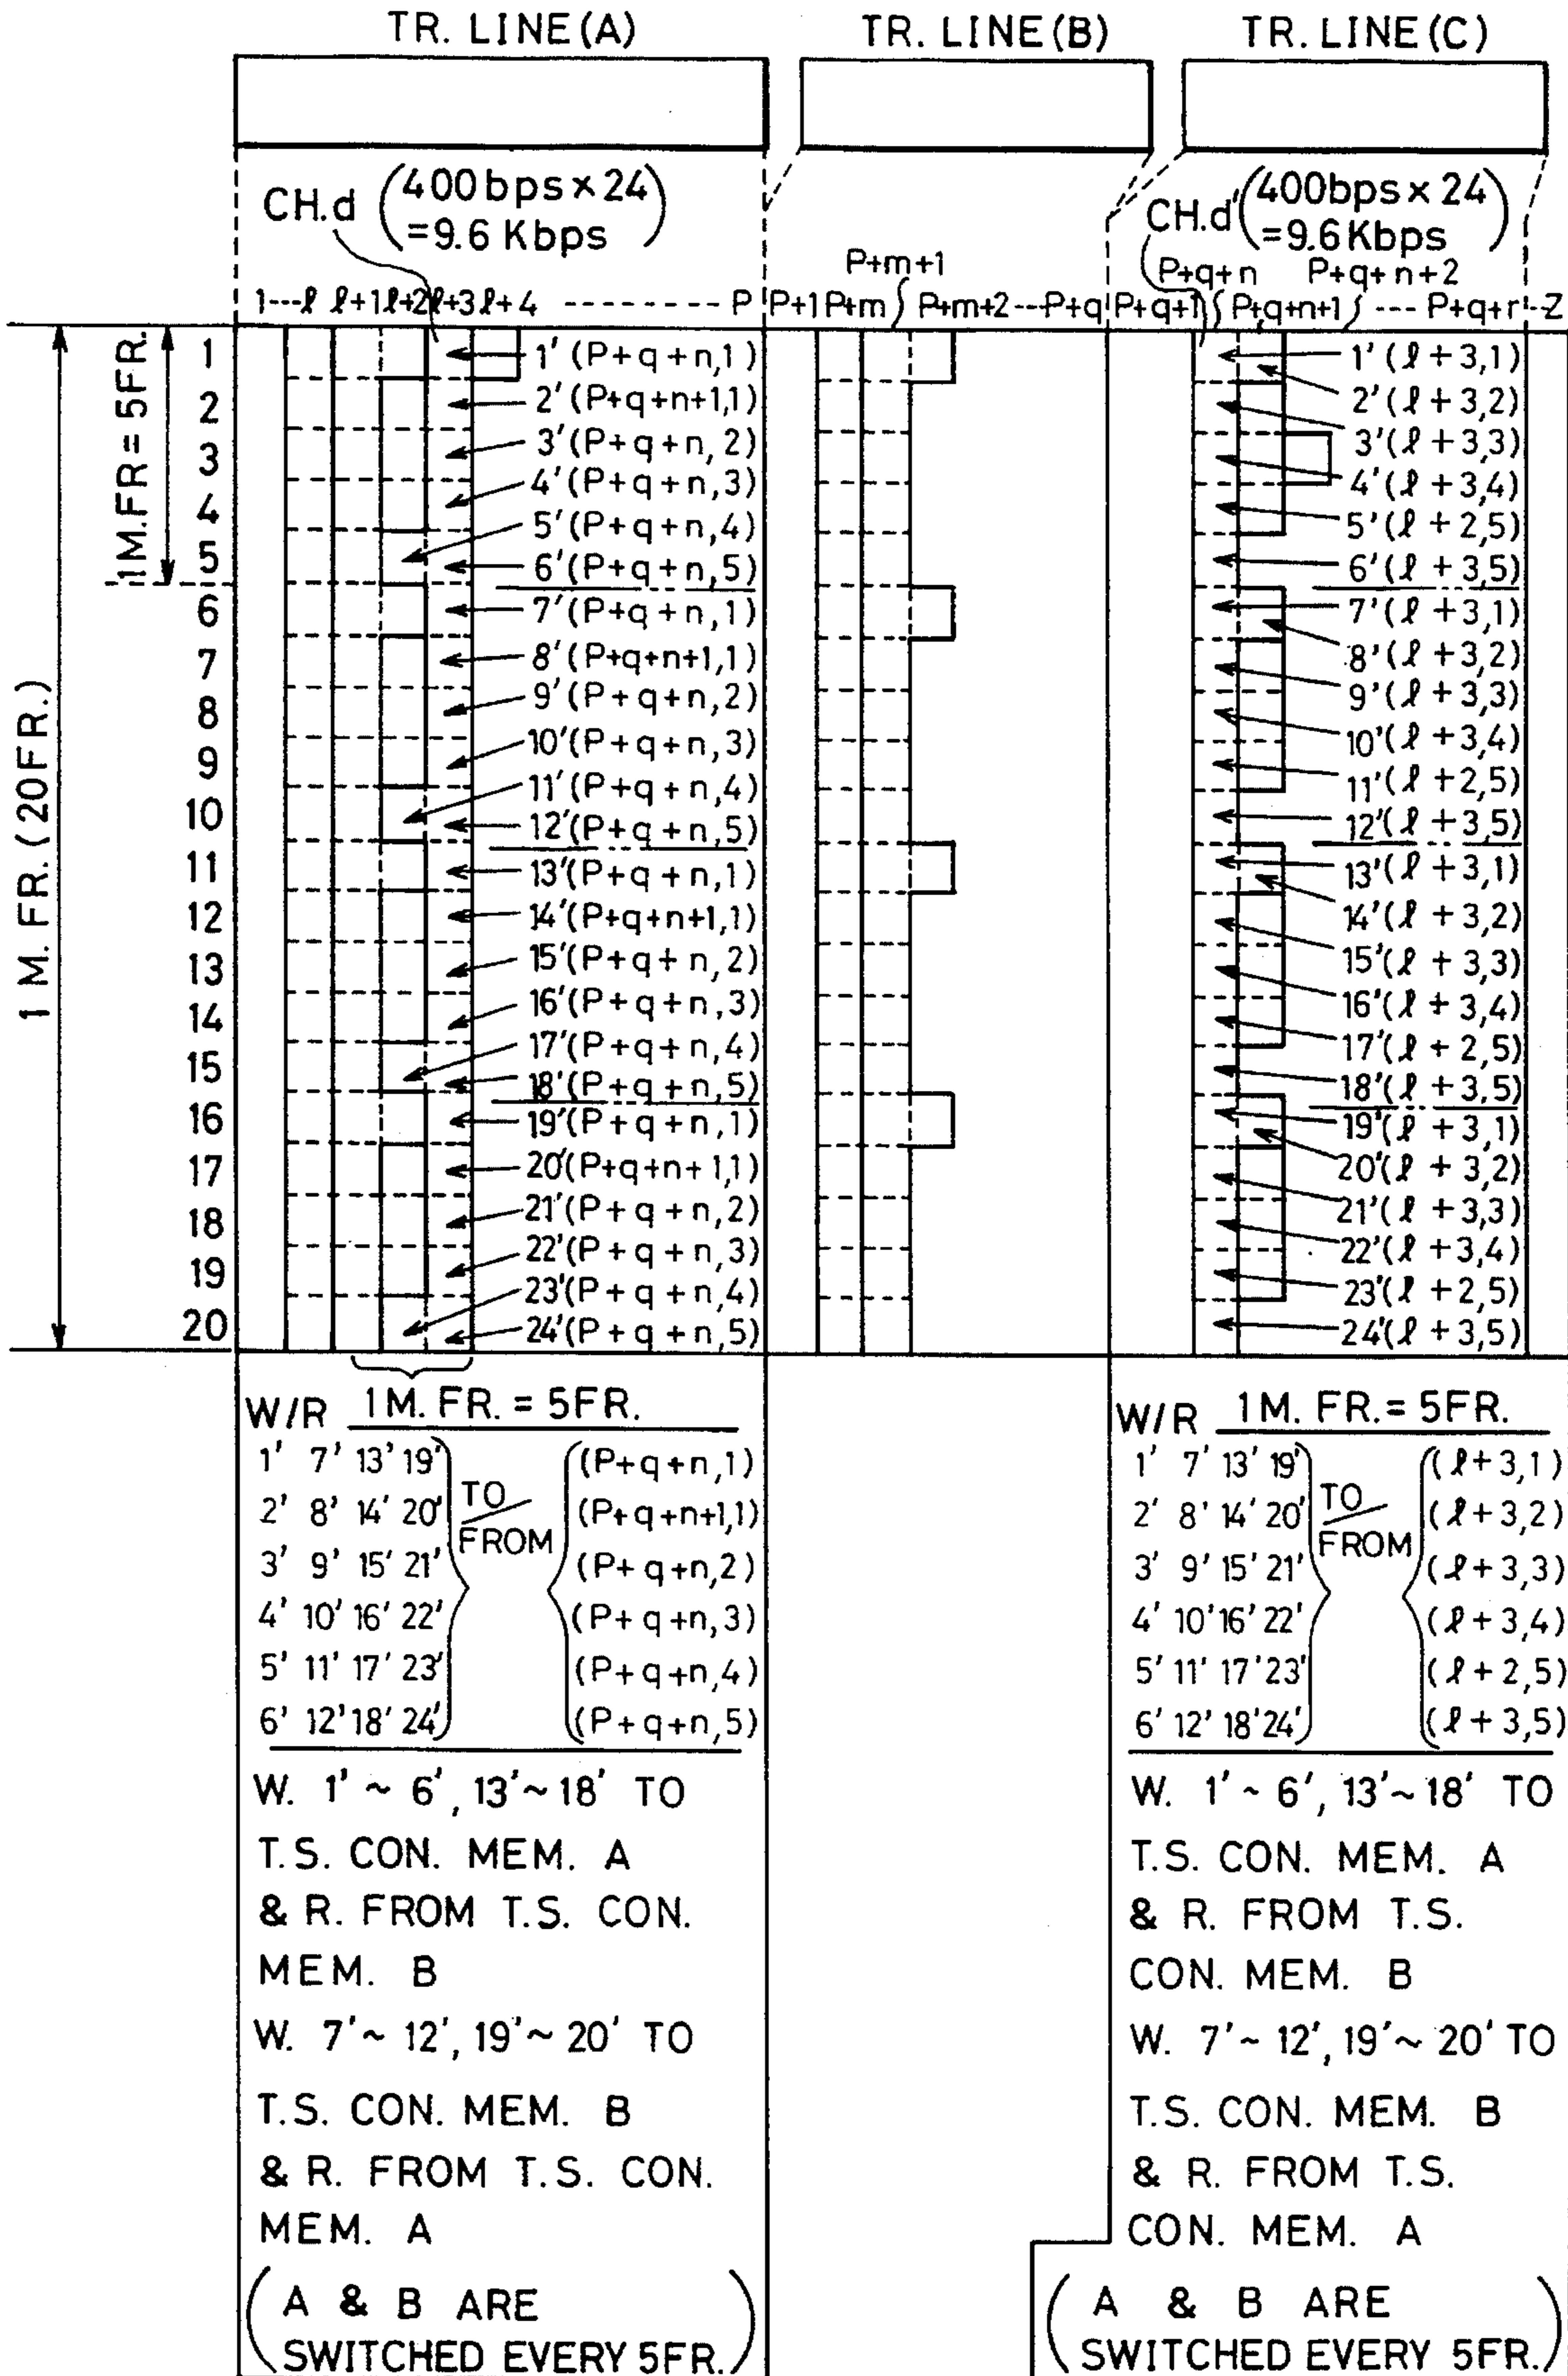 TR. LINE (A) TR. LINE (B) TR. LINE (C)
CH.d (400bps×24 =9.6 Kbps)
CH.d' (400bps×24 =9.6Kbps)
P+m+1 P+q+n P+q+n+2
1---ℓ ℓ+1 ℓ+2 ℓ+3 ℓ+4 -------- P P+1 P+m P+m+2---P+q P+q+1 P+q+n+1 --- P+q+r--Z
1 M. FR. (20FR.)
1M.FR = 5FR.
1 1' (P+q+n,1) 1' (ℓ+3,1)
2 2' (P+q+n+1,1) 2' (ℓ+3,2)
3 3' (P+q+n,2) 3' (ℓ+3,3)
4' (P+q+n,3) 4' (ℓ+3,4)
4 5' (P+q+n,4) 5' (ℓ+2,5)
5 6' (P+q+n,5) 6' (ℓ+3,5)
6 7' (P+q+n,1) 7' (ℓ+3,1)
7 8' (P+q+n+1,1) 8' (ℓ+3,2)
8 9' (P+q+n,2) 9' (ℓ+3,3)
9 10' (P+q+n,3) 10' (ℓ+3,4)
11' (P+q+n,4) 11' (ℓ+2,5)
10 12' (P+q+n,5) 12' (ℓ+3,5)
11 13' (P+q+n,1) 13' (ℓ+3,1)
12 14' (P+q+n+1,1) 14' (ℓ+3,2)
13 15' (P+q+n,2) 15' (ℓ+3,3)
14 16' (P+q+n,3) 16' (ℓ+3,4)
17' (P+q+n,4) 17' (ℓ+2,5)
15 18' (P+q+n,5) 18' (ℓ+3,5)
16 19' (P+q+n,1) 19' (ℓ+3,1)
17 20' (P+q+n+1,1) 20' (ℓ+3,2)
18 21' (P+q+n,2) 21' (ℓ+3,3)
22' (P+q+n,3) 22' (ℓ+3,4)
19 23' (P+q+n,4) 23' (ℓ+2,5)
20 24' (P+q+n,5) 24' (ℓ+3,5)
W/R 1M. FR. = 5FR.
1' 7' 13' 19' (P+q+n,1)
2' 8' 14' 20' TO (P+q+n+1,1)
3' 9' 15' 21' FROM (P+q+n,2)
4' 10' 16' 22' (P+q+n,3)
5' 11' 17' 23' (P+q+n,4)
6' 12' 18' 24' (P+q+n,5)
W. 1' ~ 6', 13' ~ 18' TO
T.S. CON. MEM. A
& R. FROM T.S. CON.
MEM. B
W. 7' ~ 12', 19' ~ 20' TO
T.S. CON. MEM. B
& R. FROM T.S. CON.
MEM. A
(A & B ARE
SWITCHED EVERY 5FR.)
W/R 1M. FR. = 5FR.
1' 7' 13' 19' (ℓ+3,1)
2' 8' 14' 20' TO (ℓ+3,2)
3' 9' 15' 21' FROM (ℓ+3,3)
4' 10' 16' 22' (ℓ+3,4)
5' 11' 17' 23' (ℓ+2,5)
6' 12' 18' 24' (ℓ+3,5)
W. 1' ~ 6', 13' ~ 18' TO
T.S. CON. MEM. A
& R. FROM T.S.
CON. MEM. B
W. 7' ~ 12', 19' ~ 20' TO
T.S. CON. MEM. B
& R. FROM T.S.
CON. MEM. A
(A & B ARE
SWITCHED EVERY 5FR.)